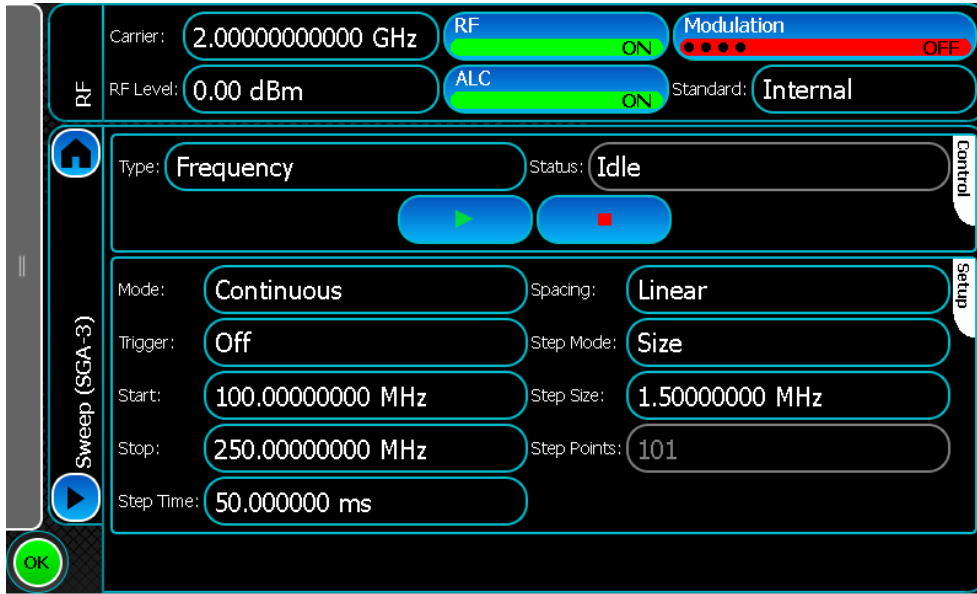 RF
Carrier: 2.00000000000 GHz
RF ON
Modulation OFF
RF Level: 0.00 dBm
ALC ON
Standard: Internal
Sweep (SGA-3)
Control
Type: Frequency
Status: Idle
Setup
Mode: Continuous
Spacing: Linear
Trigger: Off
Step Mode: Size
Start: 100.00000000 MHz
Step Size: 1.50000000 MHz
Stop: 250.00000000 MHz
Step Points: 101
Step Time: 50.000000 ms
OK